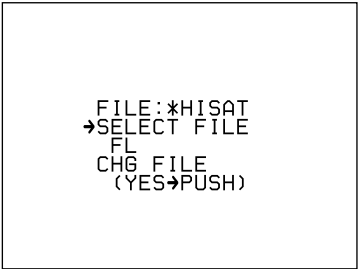 FILE:*HISAT
→SELECT FILE
FL
CHG FILE
(YES→PUSH)